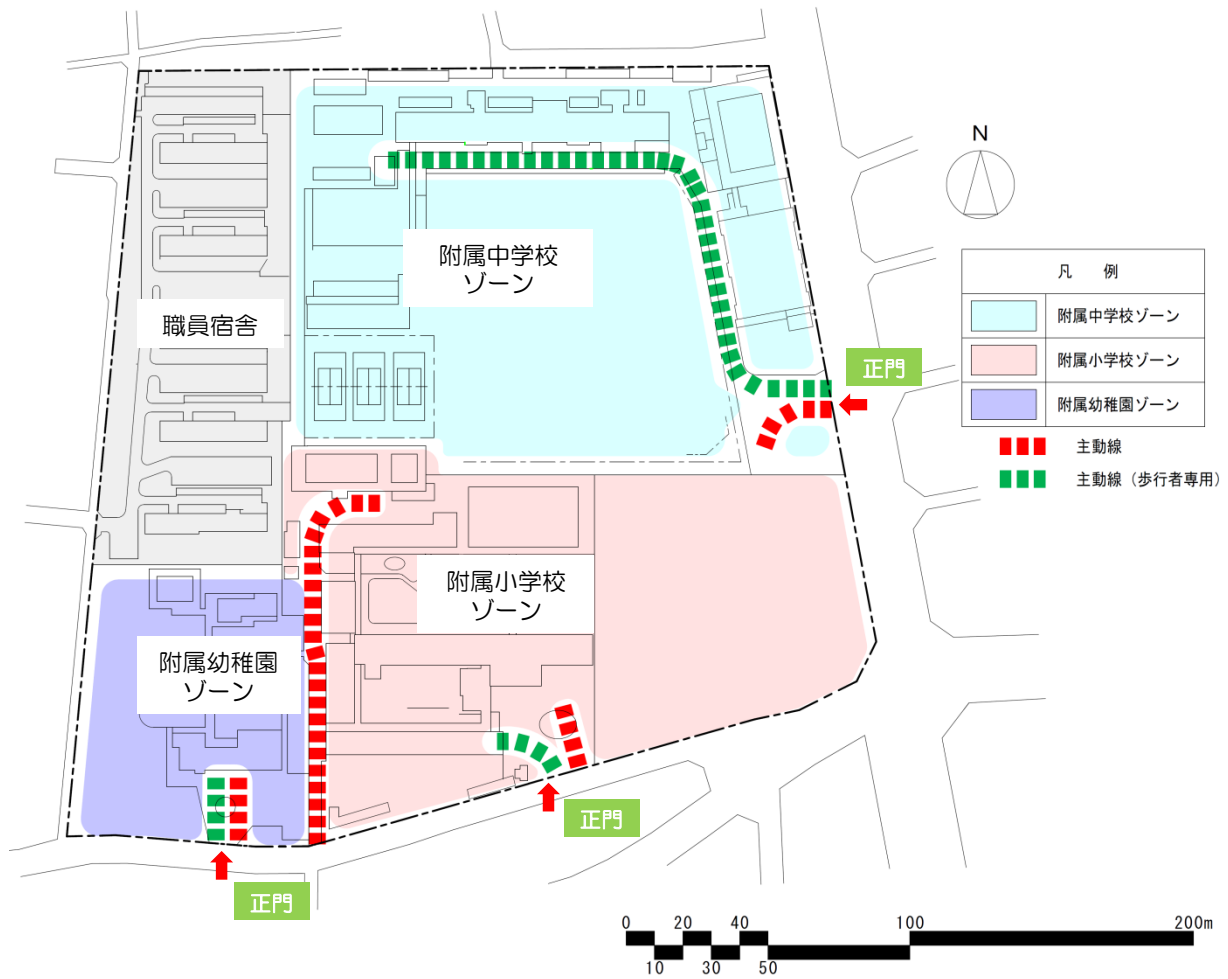 N
附属中学校
ゾーン
凡 例
附属中学校ゾーン
附属小学校ゾーン
附属幼稚園ゾーン
主動線
主動線（歩行者専用）
職員宿舎
正門
附属小学校
ゾーン
附属幼稚園
ゾーン
正門
正門
0 20 40 100 200m
10 30 50